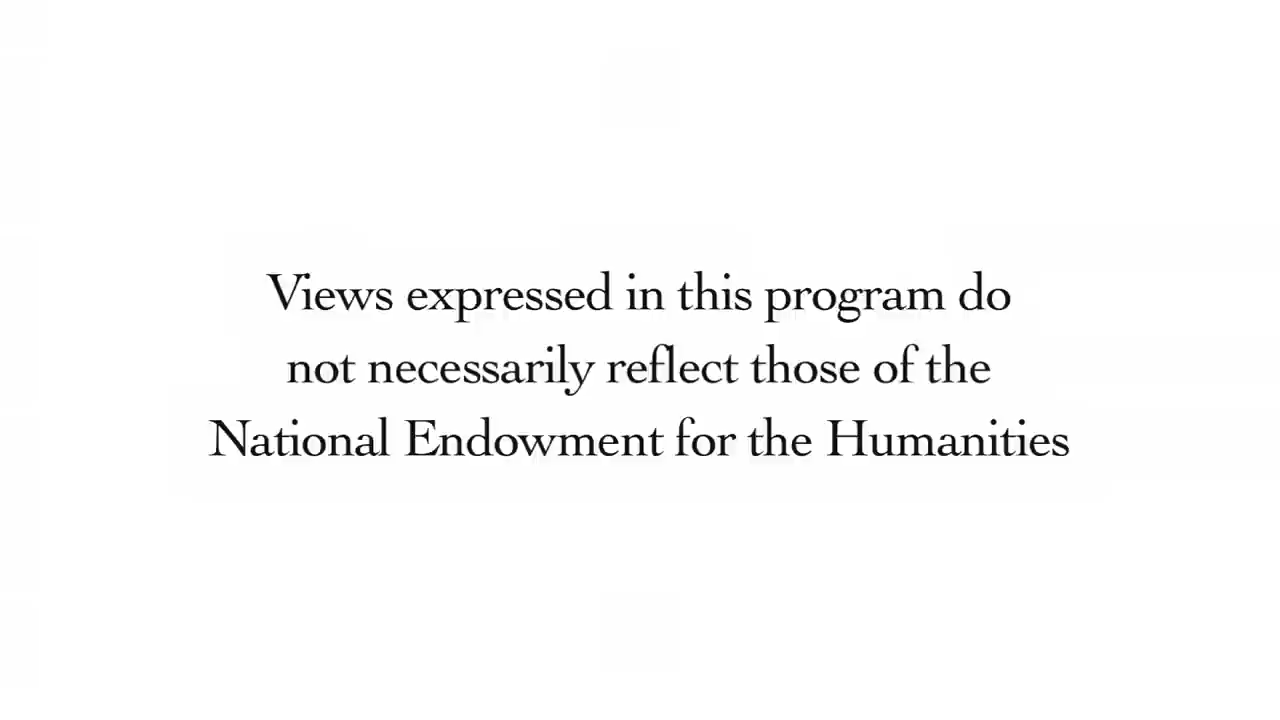 Views expressed in this program do
not necessarily reflect those of the
National Endowment for the Humanities